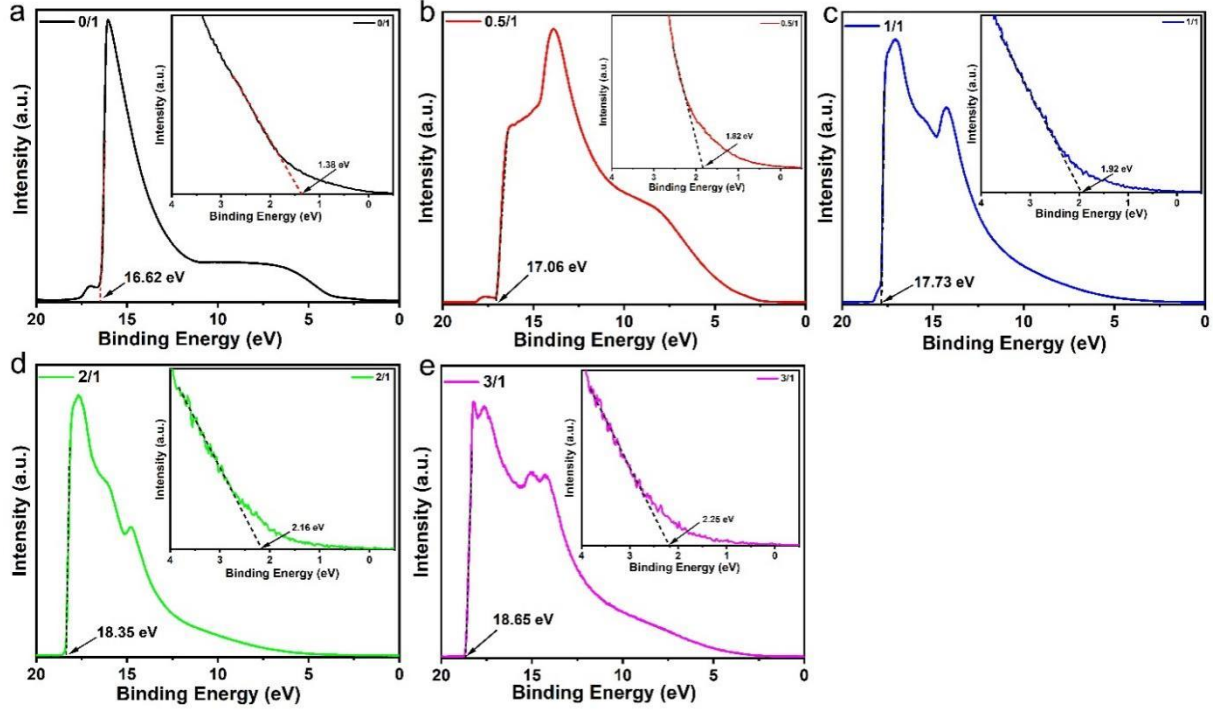 a
0/1
Intensity (a.u.)
16.62 eV
20 15 10 5 0
Binding Energy (eV)
0/1
Intensity (a.u.)
1.38 eV
4 3 2 1 0
Binding Energy (eV)
b
0.5/1
Intensity (a.u.)
17.06 eV
20 15 10 5 0
Binding Energy (eV)
0.5/1
Intensity (a.u.)
1.82 eV
4 3 2 1 0
Binding Energy (eV)
c
1/1
Intensity (a.u.)
17.73 eV
20 15 10 5 0
Binding Energy (eV)
1/1
Intensity (a.u.)
1.92 eV
4 3 2 1 0
Binding Energy (eV)
d
2/1
Intensity (a.u.)
18.35 eV
20 15 10 5 0
Binding Energy (eV)
2/1
Intensity (a.u.)
2.16 eV
4 3 2 1 0
Binding Energy (eV)
e
3/1
Intensity (a.u.)
18.65 eV
20 15 10 5 0
Binding Energy (eV)
3/1
Intensity (a.u.)
2.25 eV
4 3 2 1 0
Binding Energy (eV)